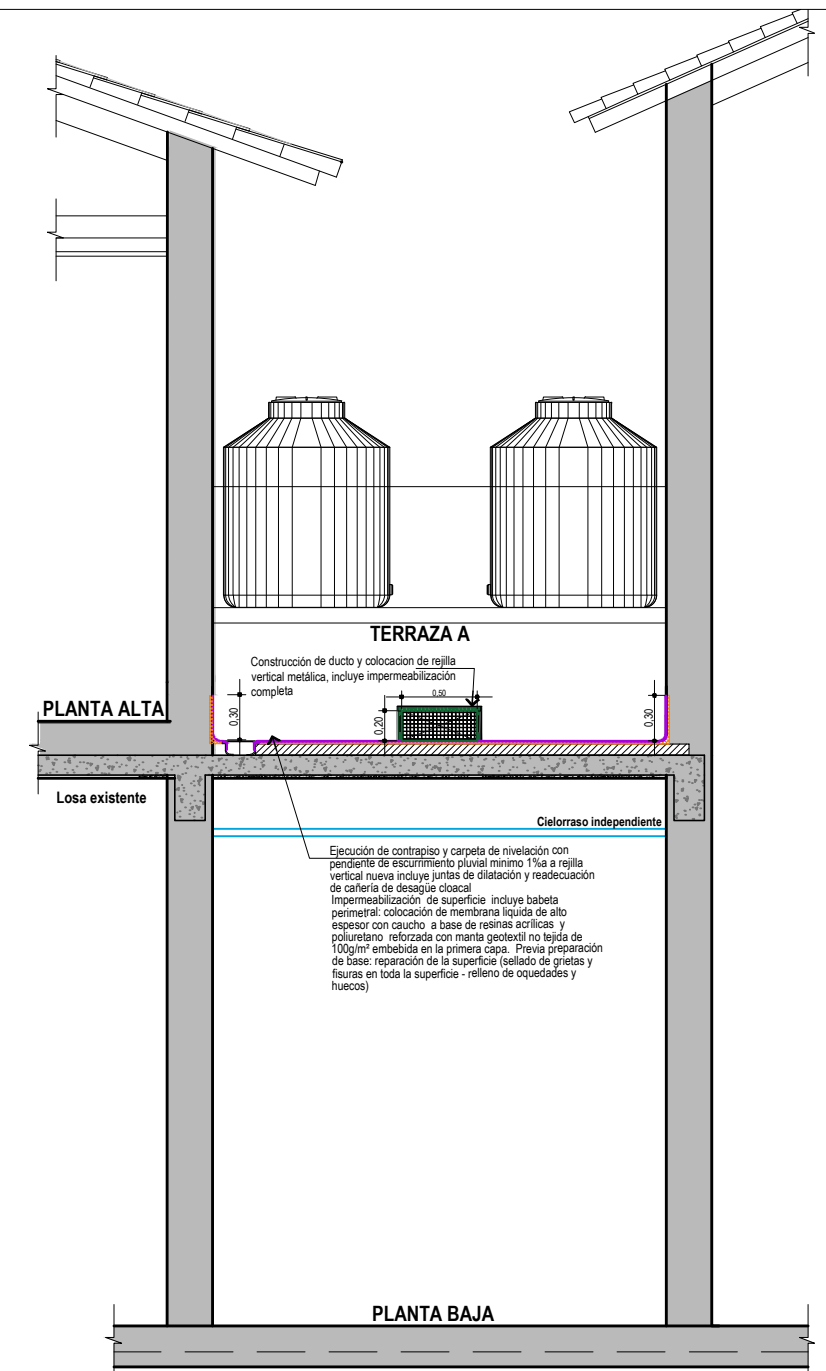 TERRAZA A
Construcción de ducto y colocacion de rejilla
vertical metálica, incluye impermeabilización
completa
0.50
0.30
0.20
0.30
PLANTA ALTA
Losa existente
Cielorraso independiente
Ejecución de contrapiso y carpeta de nivelación con
pendiente de escurrimiento pluvial minimo 1%a a rejilla
vertical nueva incluye juntas de dilatación y readecuación
de cañería de desagüe cloacal
Impermeabilización de superficie incluye babeta
perimetral: colocación de membrana liquida de alto
espesor con caucho a base de resinas acrílicas y
poliuretano reforzada con manta geotextil no tejida de
100g/m² embebida en la primera capa. Previa preparación
de base: reparación de la superficie (sellado de grietas y
fisuras en toda la superficie - relleno de oquedades y
huecos)
PLANTA BAJA